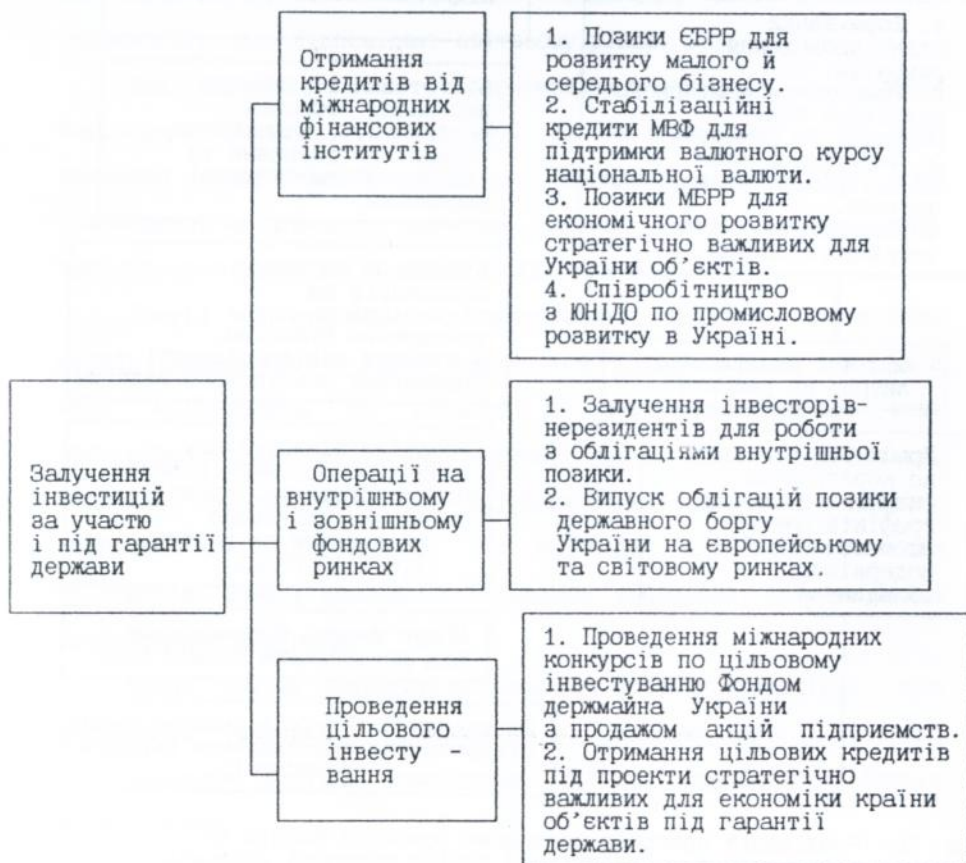 Отримання
кредитів від
міжнародних
фінансових
інститутів
1. Позики ЄБРР для
розвитку малого й
середього бізнесу.
2. Стабілізаційні
кредити МВФ для
підтримки валютного курсу
національної валюти.
3. Позики МБРР для
економічного розвитку
стратегічно важливих для
України об'єктів.
4. Співробітництво
з ЮНІДО по промисловому
розвитку в Україні.
Залучення
інвестицій
за участю
і під гарантії
держави
Операції на
внутрішньому
і зовнішньому
фондових
ринках
1. Залучення інвесторів-
нерезидентів для роботи
з облігаціями внутрішньої
позики.
2. Випуск облігацій позики
державного боргу
України на європейському
та світовому ринках.
Проведення
цільового
інвесту -
вання
1. Проведення міжнародних
конкурсів по цільовому
інвестуванню Фондом
держмайна України
з продажом акцій підприємств.
2. Отримання цільових кредитів
під проекти стратегічно
важливих для економіки країни
об'єктів під гарантії
держави.